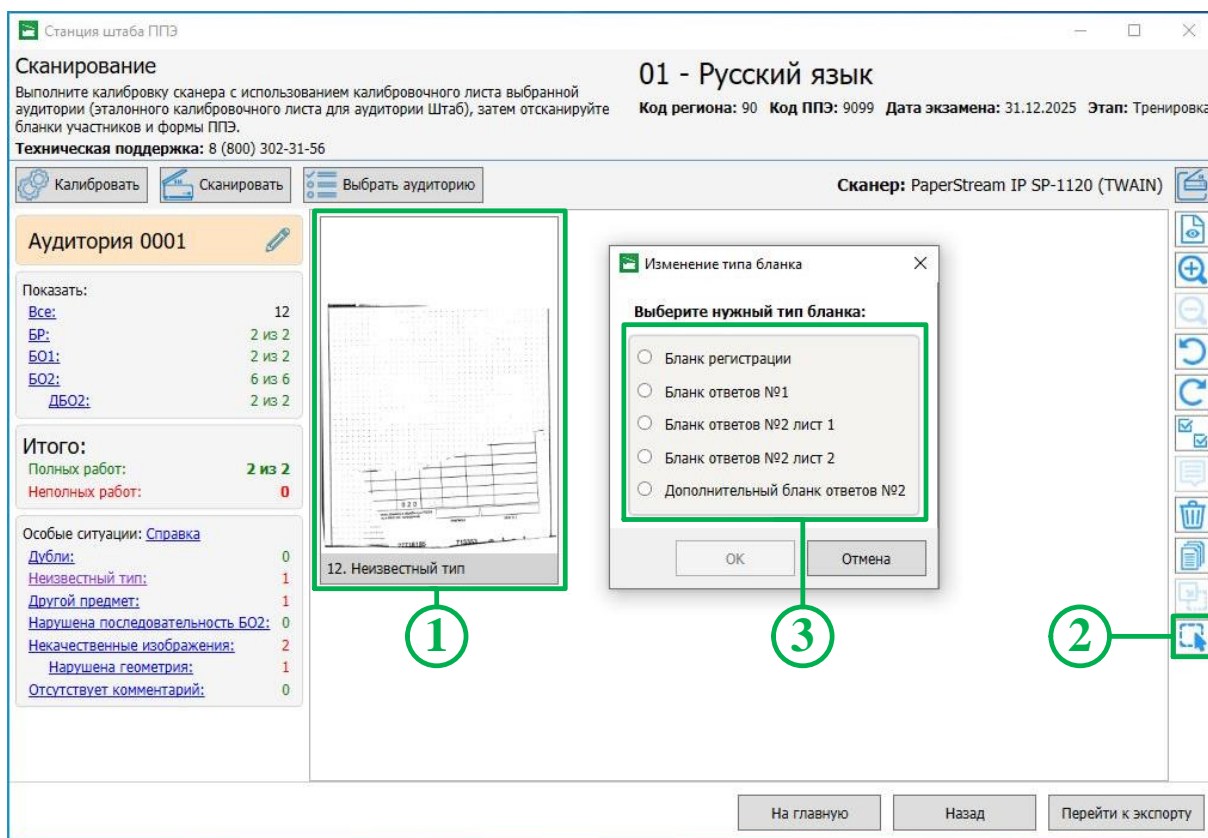 Станция штаба ППЭ
Сканирование
Выполните калибровку сканера с использованием калибровочного листа выбранной
аудитории (эталонного калибровочного листа для аудитории Штаб), затем отсканируйте
бланки участников и формы ППЭ.
Техническая поддержка: 8 (800) 302-31-56
01 - Русский язык
Код региона: 90 Код ППЭ: 9099 Дата экзамена: 31.12.2025 Этап: Тренировка
Калибровать
Сканировать
Выбрать аудиторию
Сканер: PaperStream IP SP-1120 (TWAIN)
Аудитория 0001
Показать:
Все: 12
БР: 2 из 2
БО1: 2 из 2
БО2: 6 из 6
ДБО2: 2 из 2
Итого:
Полных работ: 2 из 2
Неполных работ: 0
Особые ситуации: Справка
Дубли: 0
Неизвестный тип: 1
Другой предмет: 1
Нарушена последовательность БО2: 0
Некачественные изображения: 2
Нарушена геометрия: 1
Отсутствует комментарий: 0
12. Неизвестный тип
1
Изменение типа бланка
Выберите нужный тип бланка:
Бланк регистрации
Бланк ответов №1
Бланк ответов №2 лист 1
Бланк ответов №2 лист 2
Дополнительный бланк ответов №2
ОК
Отмена
3
2
На главную
Назад
Перейти к экспорту